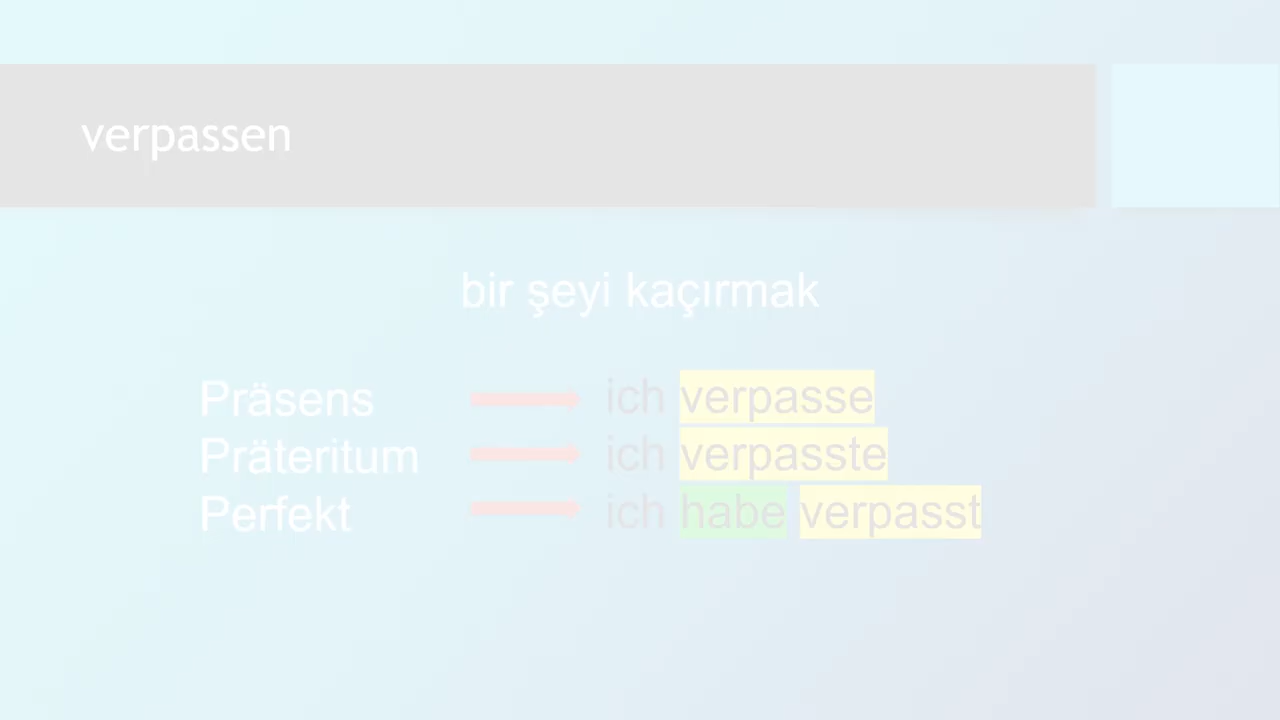 verpassen
bir şeyi kaçırmak
Präsens ich verpasse
Präteritum ich verpasste
Perfekt ich habe verpasst